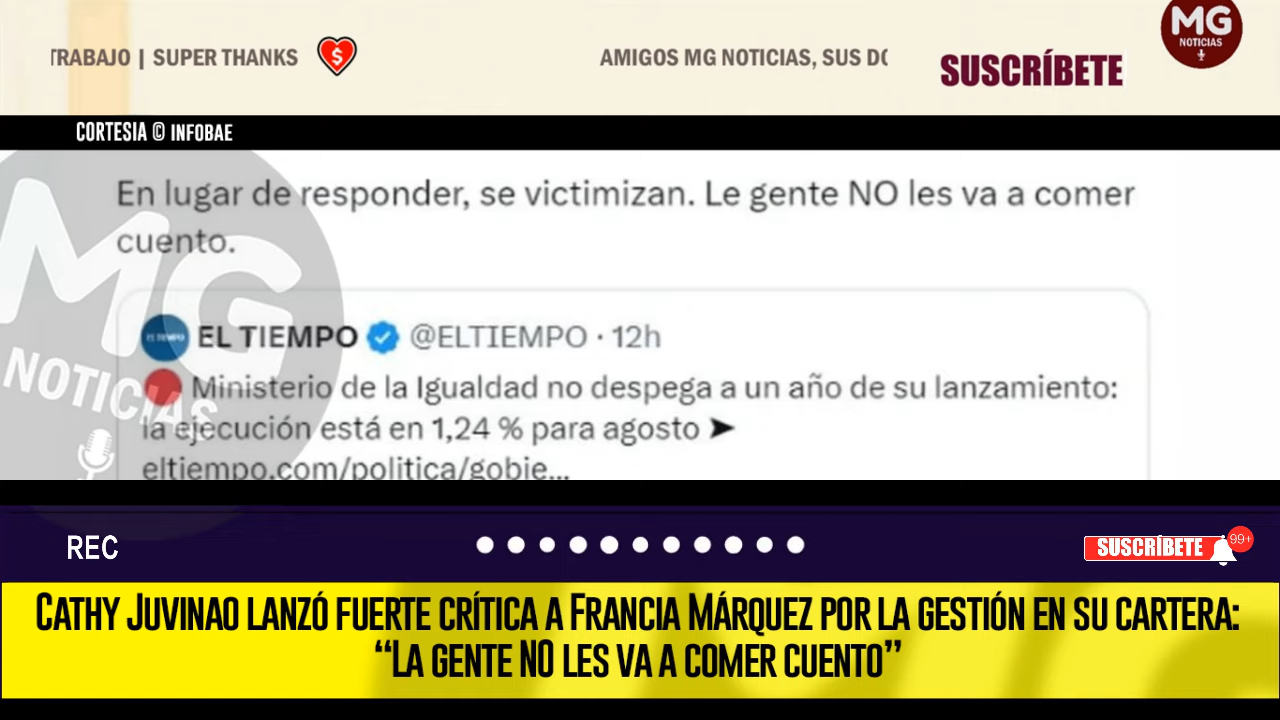 TRABAJO | SUPER THANKS
AMIGOS MG NOTICIAS, SUS
SUSCRÍBETE
MG
NOTICIAS
CORTESIA © INFOBAE
En lugar de responder, se victimizan. Le gente NO les va a comer
cuento.
EL TIEMPO @ELTIEMPO · 12h
Ministerio de la Igualdad no despega a un año de su lanzamiento:
la ejecución está en 1,24 % para agosto ➤
eltiempo.com/politica/gobie...
MG
NOTICIAS
REC
SUSCRÍBETE
99+
CATHY JUVINAO LANZÓ FUERTE CRÍTICA A FRANCIA MÁRQUEZ POR LA GESTIÓN EN SU CARTERA:
“LA GENTE NO LES VA A COMER CUENTO”